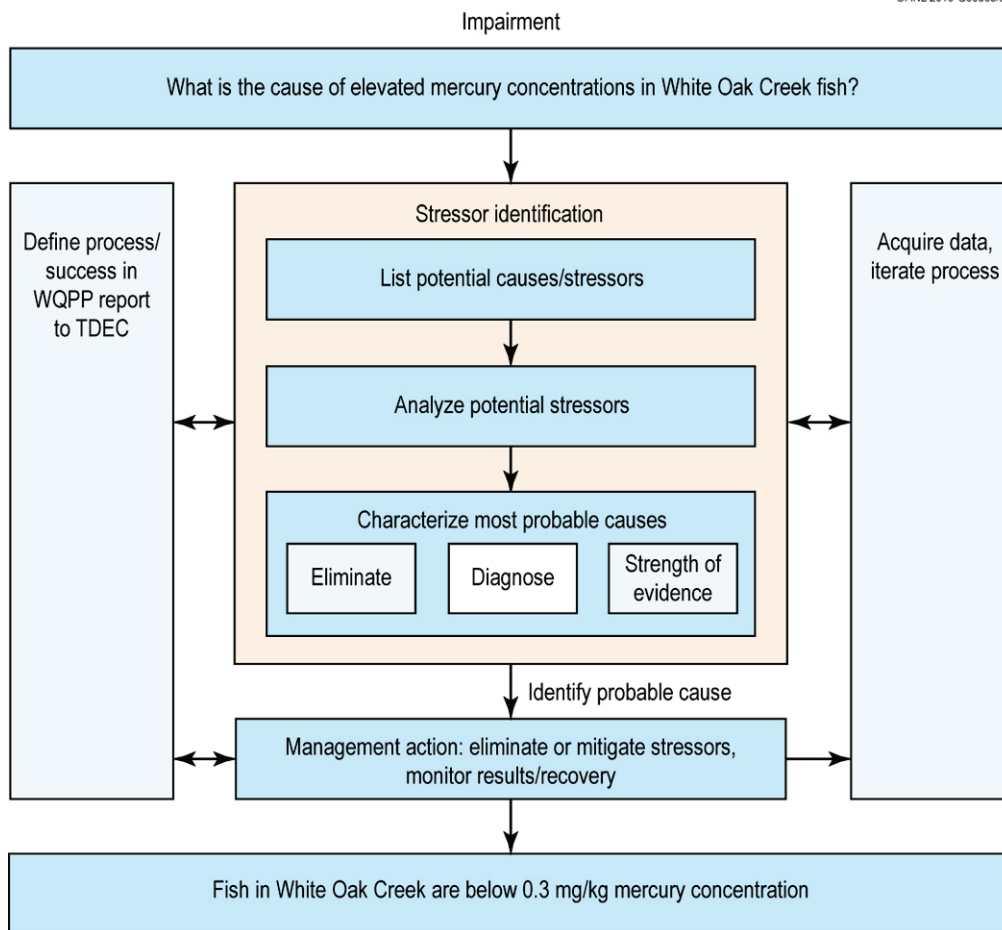 Impairment
What is the cause of elevated mercury concentrations in White Oak Creek fish?
Stressor identification
Define process/
success in
WQPP report
to TDEC
List potential causes/stressors
Acquire data,
iterate process
Analyze potential stressors
Characterize most probable causes
Eliminate
Diagnose
Strength of
evidence
Identify probable cause
Management action: eliminate or mitigate stressors,
monitor results/recovery
Fish in White Oak Creek are below 0.3 mg/kg mercury concentration